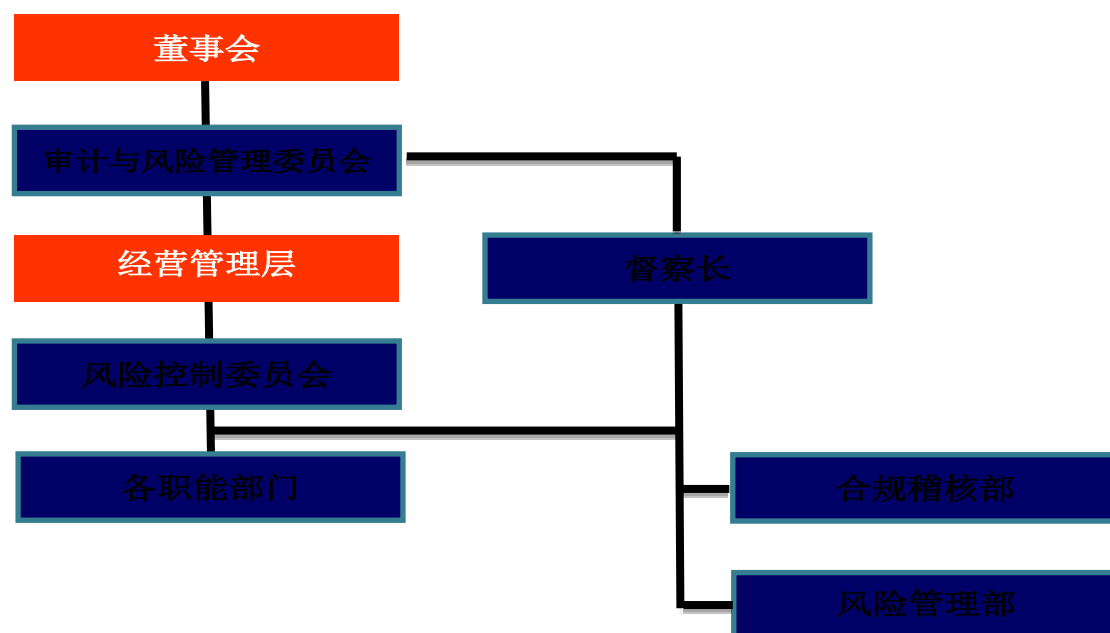 董事会
审计与风险管理委员会
经营管理层
督察长
风险控制委员会
各职能部门
合规稽核部
风险管理部